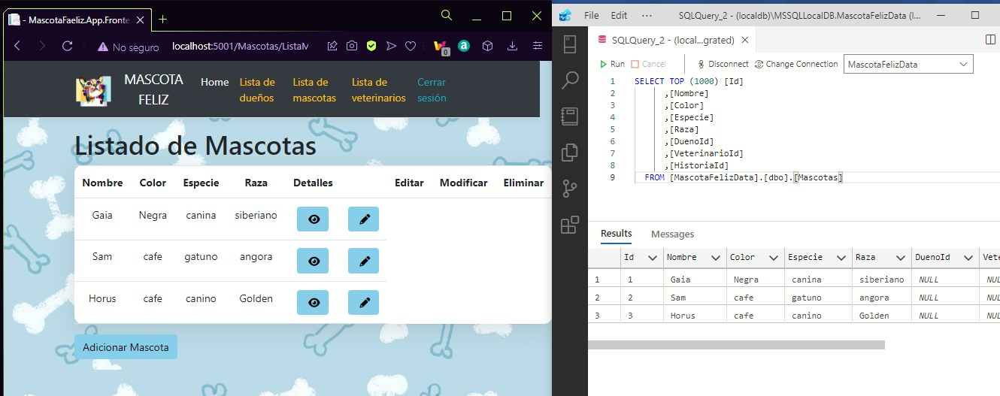 - MascotaFaeliz.App.Fronte
No seguro
localhost:5001/Mascotas/ListaM
0
a
MASCOTA
FELIZ
Home
Lista de
dueños
Lista de
mascotas
Lista de
veterinarios
Cerrar
sesión
Listado de Mascotas
Nombre Color Especie Raza Detalles Editar Modificar Eliminar
Gaia Negra canina siberiano
Sam cafe gatuno angora
Horus cafe canino Golden
Adicionar Mascota
File Edit ··· SQLQuery_2 - (localdb)\MSSQLLocalDB.MascotaFelizData (l...
SQLQuery_2 - (local...grated)
Run Cancel Disconnect Change Connection MascotaFelizData
1 SELECT TOP (1000) [Id]
2 ,[Nombre]
3 ,[Color]
4 ,[Especie]
5 ,[Raza]
6 ,[DuenoId]
7 ,[VeterinarioId]
8 ,[HistoriaId]
9 FROM [MascotaFelizData].[dbo].[Mascotas]
Results Messages
Id Nombre Color Especie Raza DuenoId Vete
1 1 Gaia Negra canina siberiano NULL NUL
2 2 Sam cafe gatuno angora NULL NUL
3 3 Horus cafe canino Golden NULL NUL